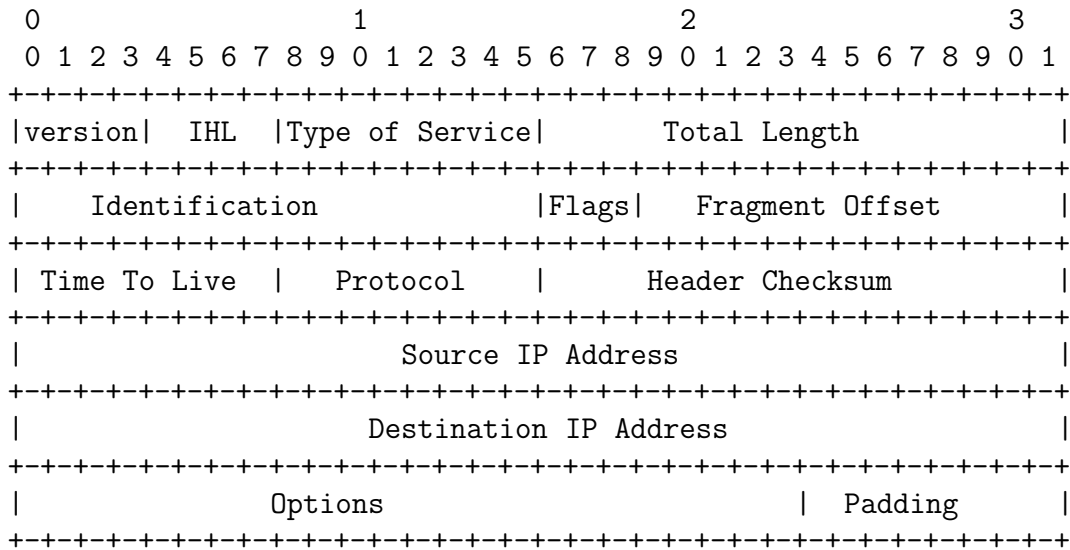 0                   1                   2                   3
 0 1 2 3 4 5 6 7 8 9 0 1 2 3 4 5 6 7 8 9 0 1 2 3 4 5 6 7 8 9 0 1
+-+-+-+-+-+-+-+-+-+-+-+-+-+-+-+-+-+-+-+-+-+-+-+-+-+-+-+-+-+-+-+-+
|version|  IHL  |Type of Service|       Total Length            |
+-+-+-+-+-+-+-+-+-+-+-+-+-+-+-+-+-+-+-+-+-+-+-+-+-+-+-+-+-+-+-+-+
|    Identification             |Flags|   Fragment Offset       |
+-+-+-+-+-+-+-+-+-+-+-+-+-+-+-+-+-+-+-+-+-+-+-+-+-+-+-+-+-+-+-+-+
| Time To Live  |   Protocol    |      Header Checksum          |
+-+-+-+-+-+-+-+-+-+-+-+-+-+-+-+-+-+-+-+-+-+-+-+-+-+-+-+-+-+-+-+-+
|                       Source IP Address                       |
+-+-+-+-+-+-+-+-+-+-+-+-+-+-+-+-+-+-+-+-+-+-+-+-+-+-+-+-+-+-+-+-+
|                     Destination IP Address                    |
+-+-+-+-+-+-+-+-+-+-+-+-+-+-+-+-+-+-+-+-+-+-+-+-+-+-+-+-+-+-+-+-+
|               Options                         |  Padding      |
+-+-+-+-+-+-+-+-+-+-+-+-+-+-+-+-+-+-+-+-+-+-+-+-+-+-+-+-+-+-+-+-+